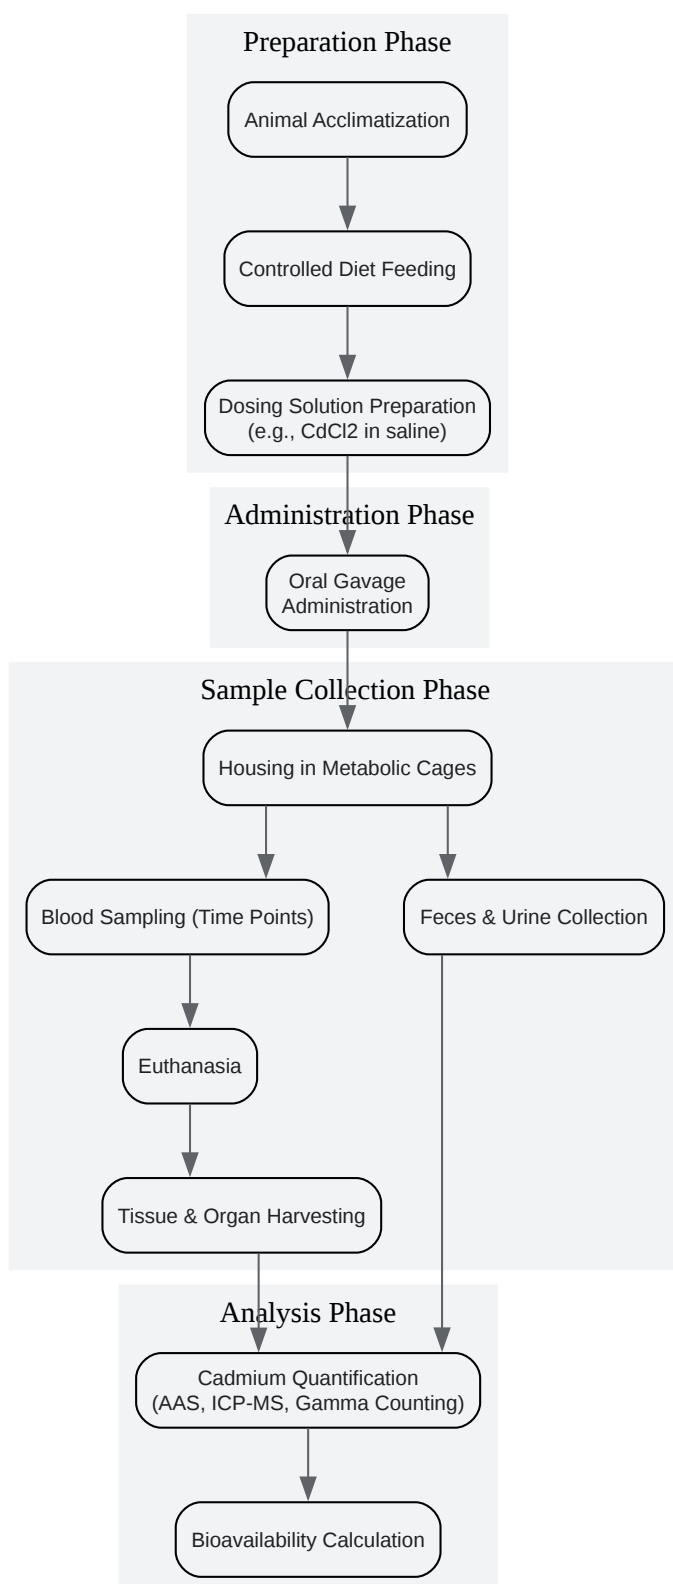 Preparation Phase
Animal Acclimatization
Controlled Diet Feeding
Dosing Solution Preparation
(e.g., CdCl2 in saline)
Administration Phase
Oral Gavage
Administration
Sample Collection Phase
Housing in Metabolic Cages
Blood Sampling (Time Points)
Feces & Urine Collection
Euthanasia
Tissue & Organ Harvesting
Analysis Phase
Cadmium Quantification
(AAS, ICP-MS, Gamma Counting)
Bioavailability Calculation